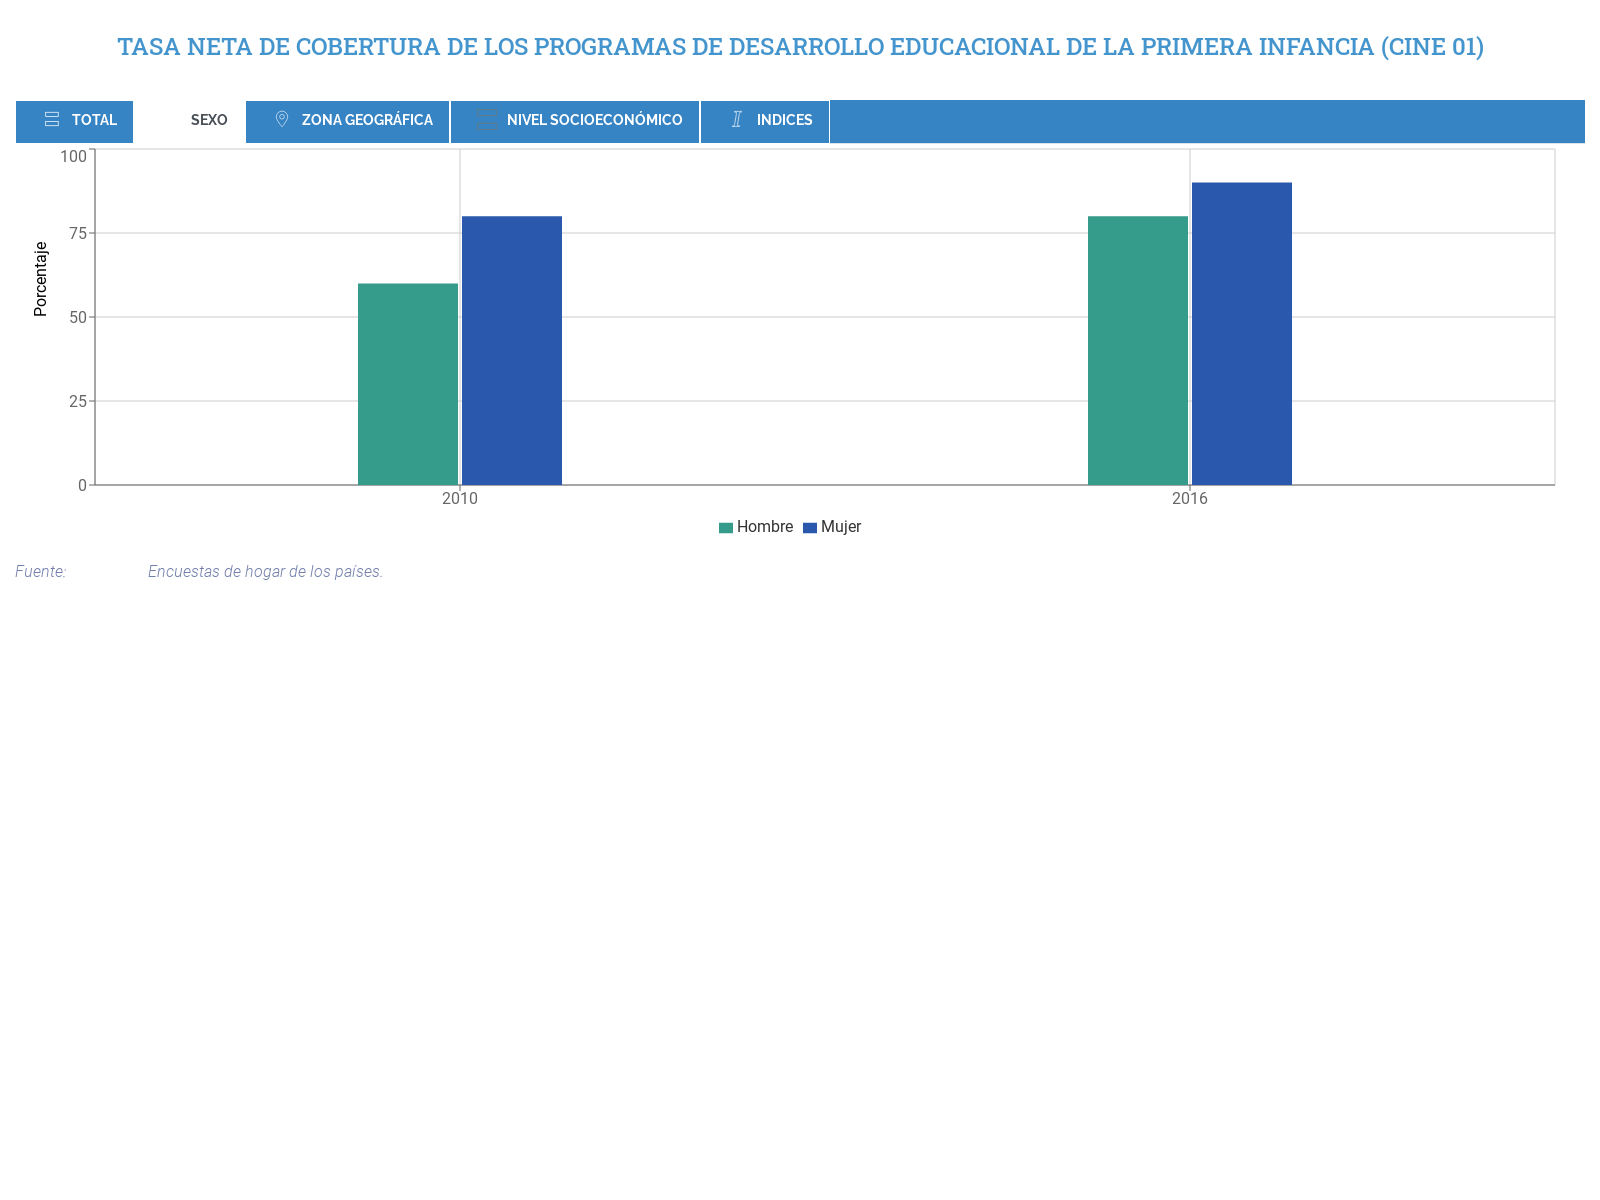 TASA NETA DE COBERTURA DE LOS PROGRAMAS DE DESARROLLO EDUCACIONAL DE LA PRIMERA INFANCIA (CINE 01)
TOTAL SEXO ZONA GEOGRÁFICA NIVEL SOCIOECONÓMICO INDICES
100
75
50
25
0
Porcentaje
2010 2016
Hombre Mujer
Fuente: Encuestas de hogar de los países.